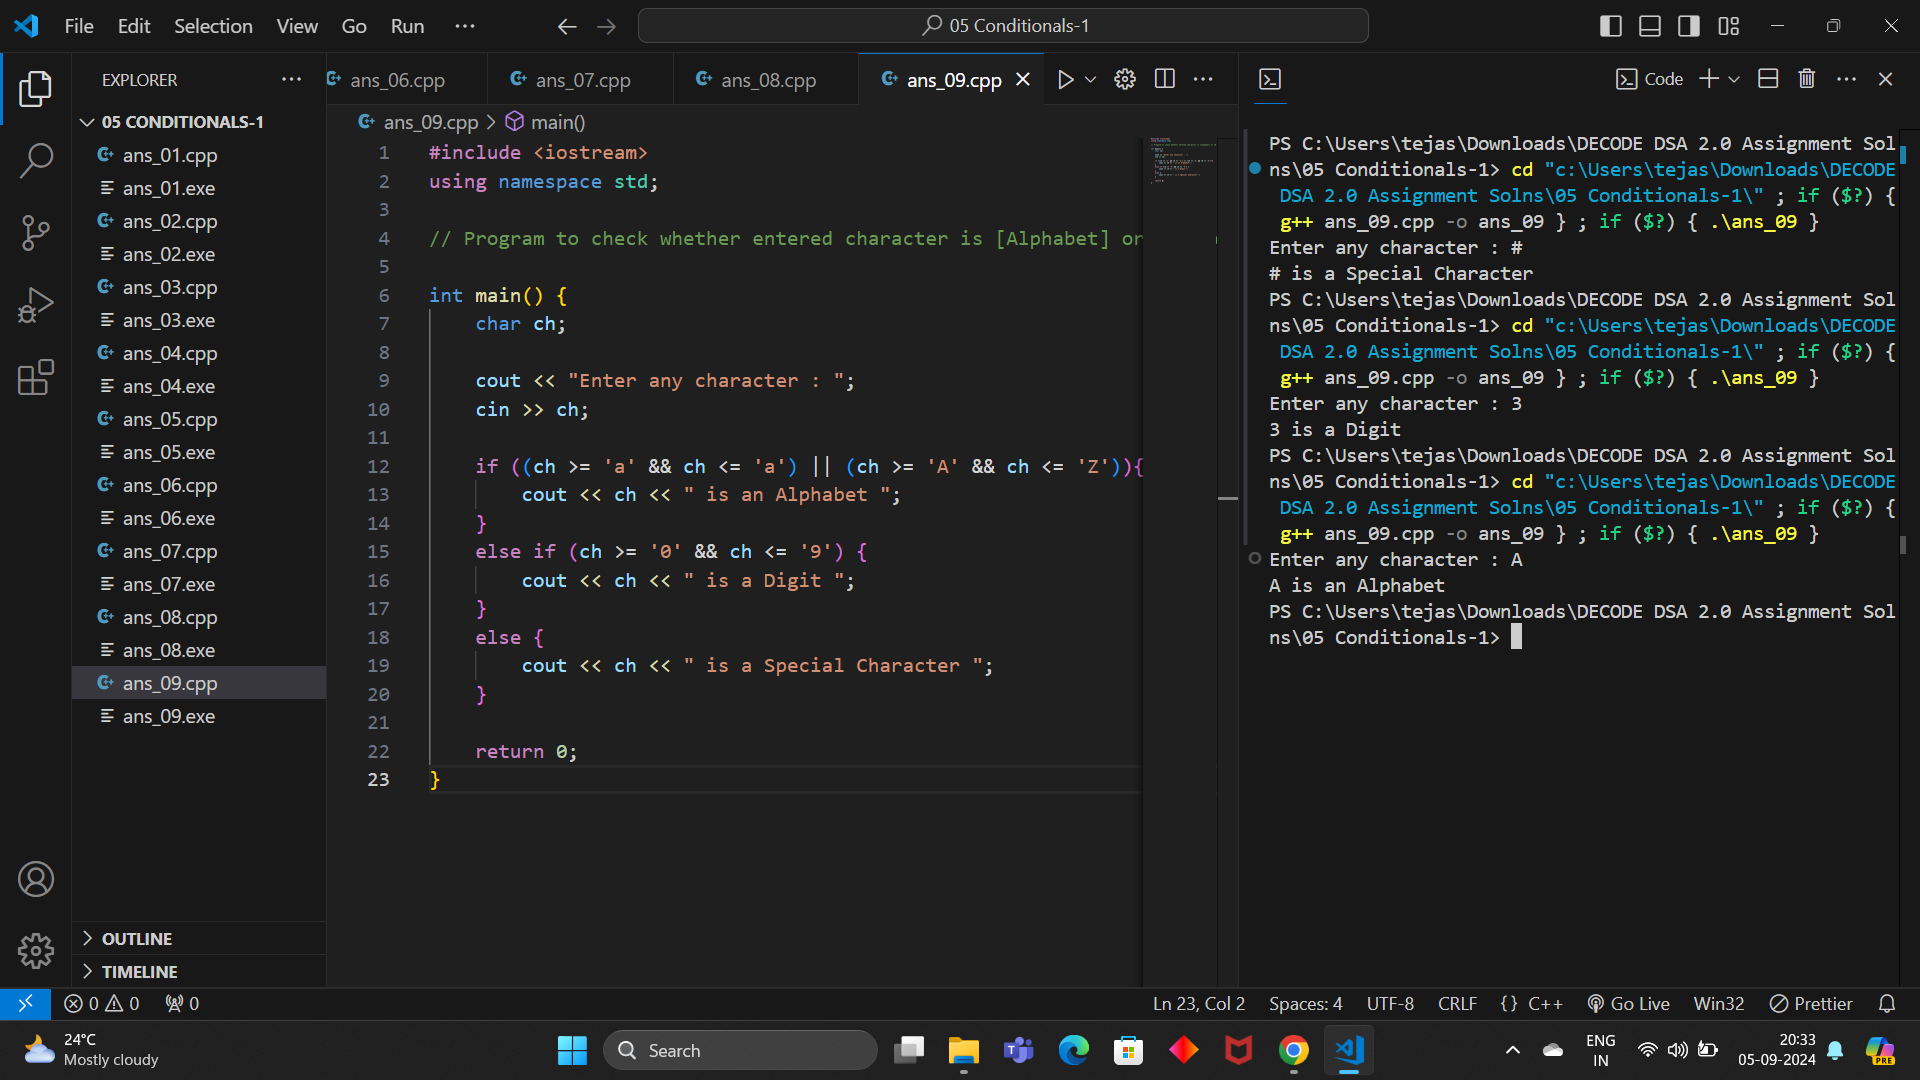 File Edit Selection View Go Run ···
05 Conditionals-1
EXPLORER
05 CONDITIONALS-1
ans_01.cpp
ans_01.exe
ans_02.cpp
ans_02.exe
ans_03.cpp
ans_03.exe
ans_04.cpp
ans_04.exe
ans_05.cpp
ans_05.exe
ans_06.cpp
ans_06.exe
ans_07.cpp
ans_07.exe
ans_08.cpp
ans_08.exe
ans_09.cpp
ans_09.exe
OUTLINE
TIMELINE
ans_06.cpp ans_07.cpp ans_08.cpp ans_09.cpp
ans_09.cpp > main()
1 #include <iostream>
2 using namespace std;
3
4 // Program to check whether entered character is [Alphabet] or
5
6 int main() {
7 char ch;
8
9 cout << "Enter any character : ";
10 cin >> ch;
11
12 if ((ch >= 'a' && ch <= 'a') || (ch >= 'A' && ch <= 'Z')){
13 cout << ch << " is an Alphabet ";
14 }
15 else if (ch >= '0' && ch <= '9') {
16 cout << ch << " is a Digit ";
17 }
18 else {
19 cout << ch << " is a Special Character ";
20 }
21
22 return 0;
23 }
Code
PS C:\Users\tejas\Downloads\DECODE DSA 2.0 Assignment Sol
ns\05 Conditionals-1> cd "c:\Users\tejas\Downloads\DECODE
DSA 2.0 Assignment Solns\05 Conditionals-1\" ; if ($?) {
g++ ans_09.cpp -o ans_09 } ; if ($?) { .\ans_09 }
Enter any character : #
# is a Special Character
PS C:\Users\tejas\Downloads\DECODE DSA 2.0 Assignment Sol
ns\05 Conditionals-1> cd "c:\Users\tejas\Downloads\DECODE
DSA 2.0 Assignment Solns\05 Conditionals-1\" ; if ($?) {
g++ ans_09.cpp -o ans_09 } ; if ($?) { .\ans_09 }
Enter any character : 3
3 is a Digit
PS C:\Users\tejas\Downloads\DECODE DSA 2.0 Assignment Sol
ns\05 Conditionals-1> cd "c:\Users\tejas\Downloads\DECODE
DSA 2.0 Assignment Solns\05 Conditionals-1\" ; if ($?) {
g++ ans_09.cpp -o ans_09 } ; if ($?) { .\ans_09 }
Enter any character : A
A is an Alphabet
PS C:\Users\tejas\Downloads\DECODE DSA 2.0 Assignment Sol
ns\05 Conditionals-1>
0 0 0
Ln 23, Col 2 Spaces: 4 UTF-8 CRLF {} C++ Go Live Win32 Prettier
24°C
Mostly cloudy
Search
ENG
IN
20:33
05-09-2024
PRE